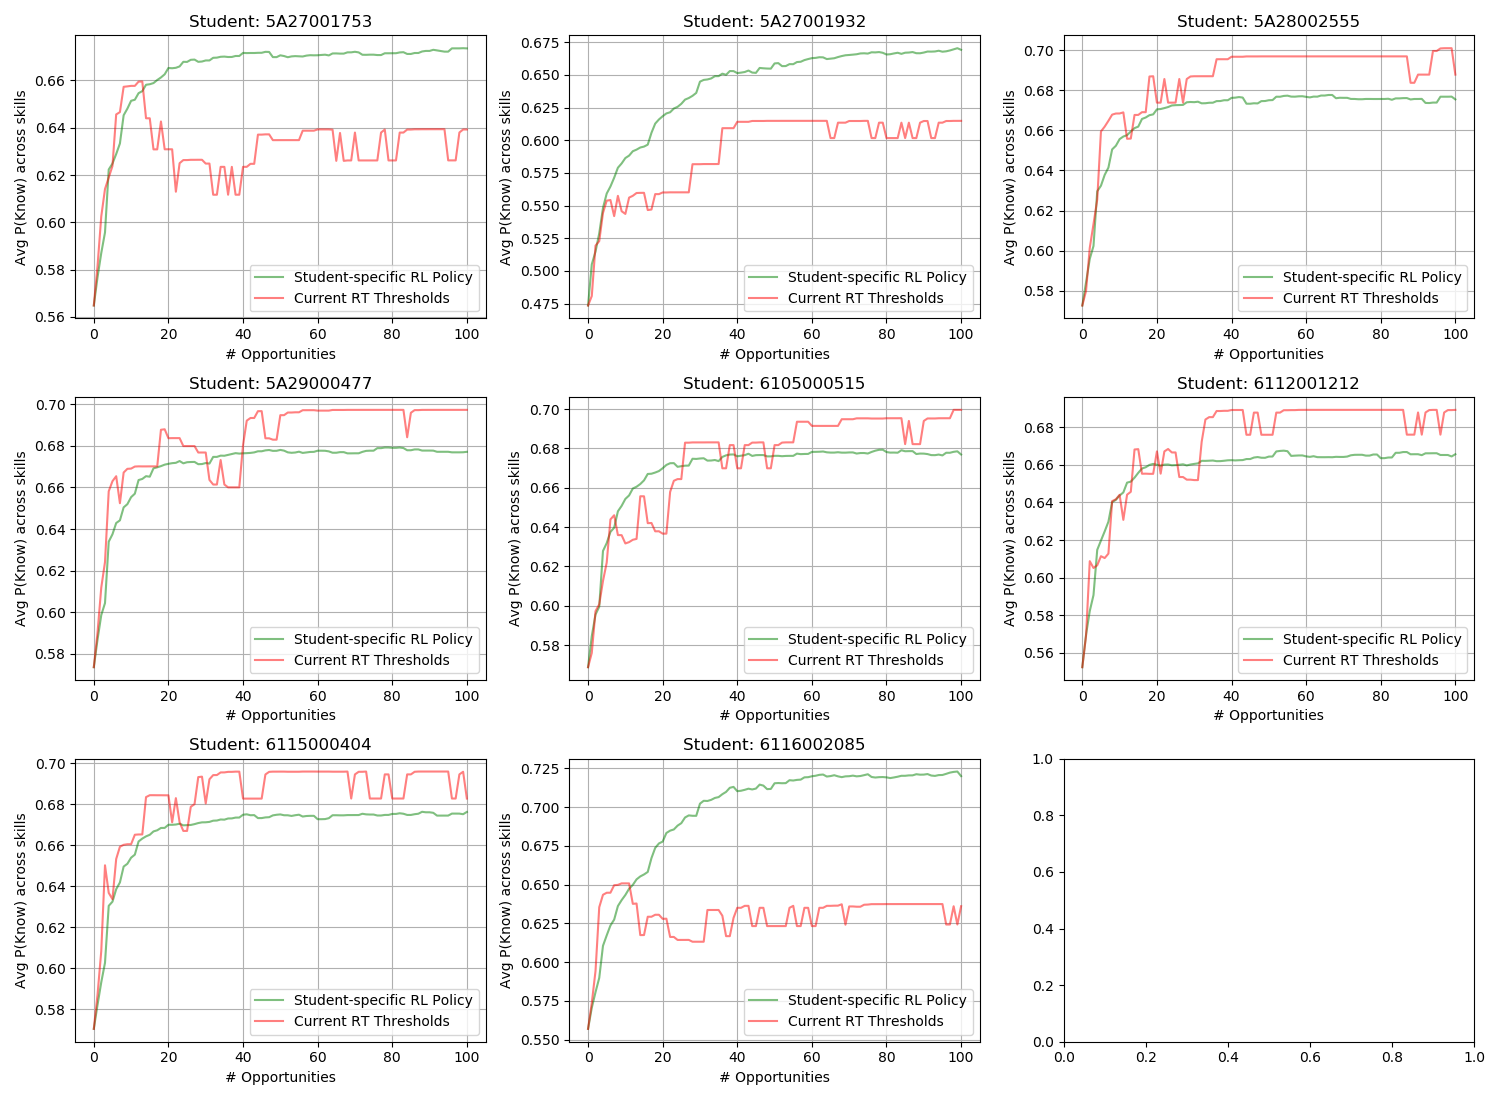 Student: 5A27001753
Avg P(Know) across skills
0.66
0.64
0.62
0.60
0.58
0.56
0 20 40 60 80 100
# Opportunities
Student-specific RL Policy
Current RT Thresholds
Student: 5A27001932
Avg P(Know) across skills
0.675
0.650
0.625
0.600
0.575
0.550
0.525
0.500
0.475
0 20 40 60 80 100
# Opportunities
Student-specific RL Policy
Current RT Thresholds
Student: 5A28002555
Avg P(Know) across skills
0.70
0.68
0.66
0.64
0.62
0.60
0.58
0 20 40 60 80 100
# Opportunities
Student-specific RL Policy
Current RT Thresholds
Student: 5A29000477
Avg P(Know) across skills
0.70
0.68
0.66
0.64
0.62
0.60
0.58
0 20 40 60 80 100
# Opportunities
Student-specific RL Policy
Current RT Thresholds
Student: 6105000515
Avg P(Know) across skills
0.70
0.68
0.66
0.64
0.62
0.60
0.58
0 20 40 60 80 100
# Opportunities
Student-specific RL Policy
Current RT Thresholds
Student: 6112001212
Avg P(Know) across skills
0.68
0.66
0.64
0.62
0.60
0.58
0.56
0 20 40 60 80 100
# Opportunities
Student-specific RL Policy
Current RT Thresholds
Student: 6115000404
Avg P(Know) across skills
0.70
0.68
0.66
0.64
0.62
0.60
0.58
0 20 40 60 80 100
# Opportunities
Student-specific RL Policy
Current RT Thresholds
Student: 6116002085
Avg P(Know) across skills
0.725
0.700
0.675
0.650
0.625
0.600
0.575
0.550
0 20 40 60 80 100
# Opportunities
Student-specific RL Policy
Current RT Thresholds
1.0
0.8
0.6
0.4
0.2
0.0
0.0 0.2 0.4 0.6 0.8 1.0